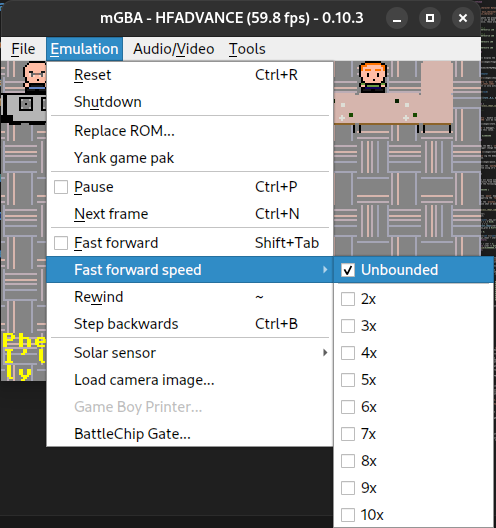 mGBA - HFADVANCE (59.8 fps) - 0.10.3
File Emulation Audio/Video Tools
Reset Ctrl+R
Shutdown
Replace ROM...
Yank game pak
Pause Ctrl+P
Next frame Ctrl+N
Fast forward Shift+Tab
Fast forward speed
Unbounded
Rewind ~
2x
Step backwards Ctrl+B
3x
Solar sensor
4x
Load camera image...
5x
Game Boy Printer...
6x
BattleChip Gate...
7x
8x
9x
10x
Phe
I'l
ly